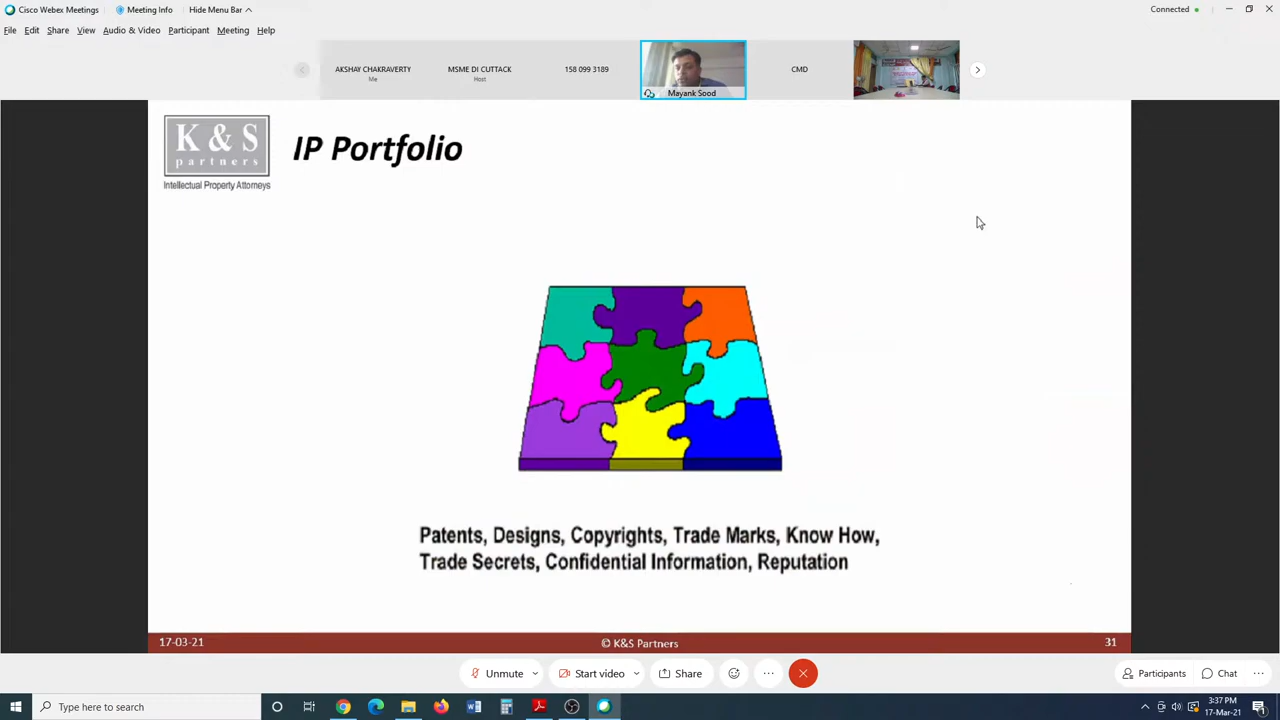 Cisco Webex Meetings
Meeting Info
Hide Menu Bar
Connected
File Edit Share View Audio & Video Participant Meeting Help
AKSHAY CHAKRAVERTY
Me
MSME DI CUTTACK
Host
158 099 3189
Mayank Sood
CMD
K & S
partners
Intellectual Property Attorneys
IP Portfolio
Patents, Designs, Copyrights, Trade Marks, Know How,
Trade Secrets, Confidential Information, Reputation
17-03-21
© K&S Partners
31
Unmute
Start video
Share
Participants
Chat
Type here to search
3:37 PM
17-Mar-21